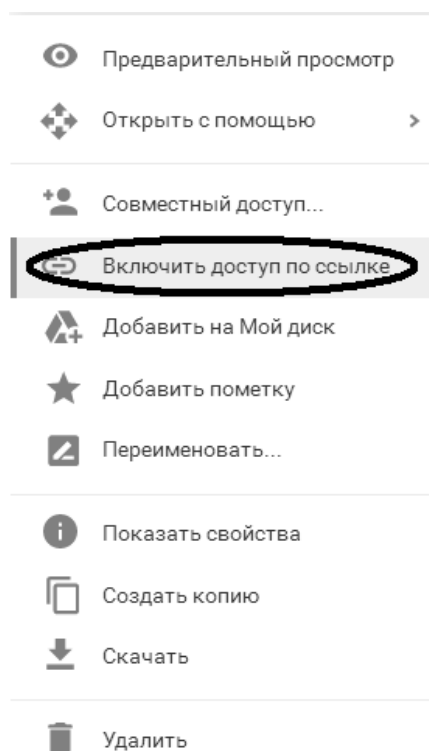 Предварительный просмотр
Открыть с помощью
Совместный доступ...
Включить доступ по ссылке
Добавить на Мой диск
Добавить пометку
Переименовать...
Показать свойства
Создать копию
Скачать
Удалить